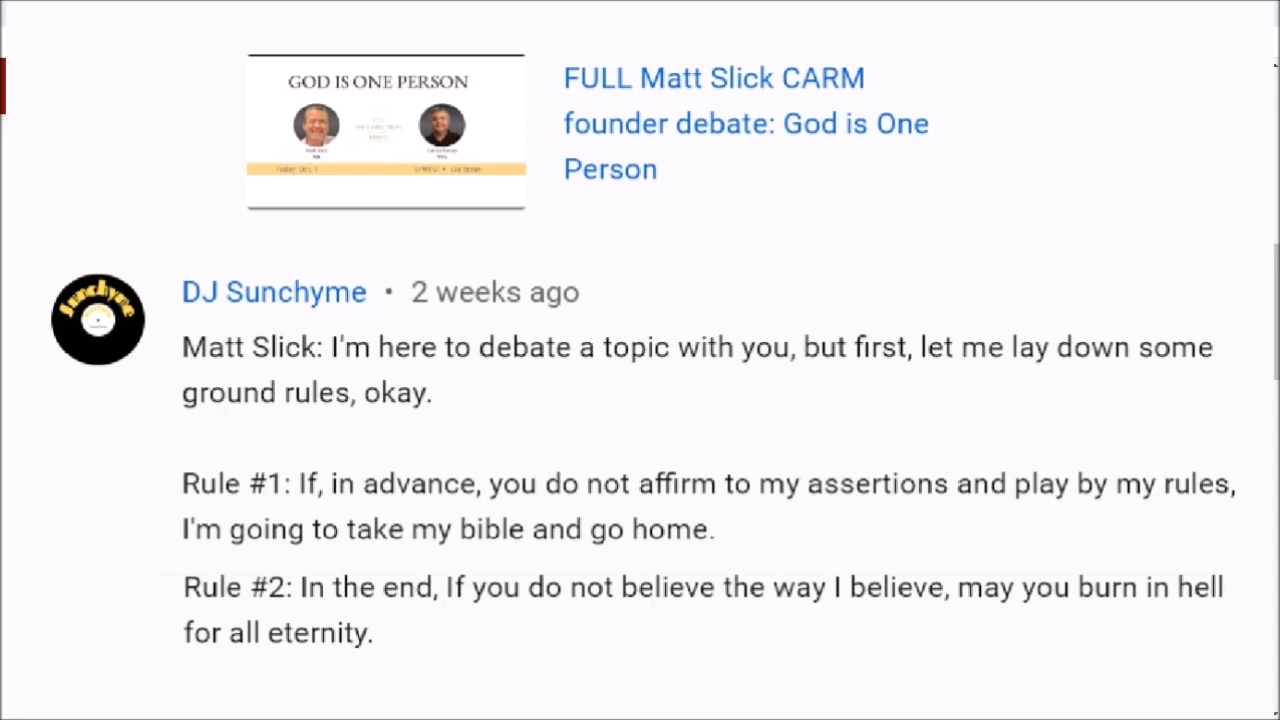 GOD IS ONE PERSON
FULL Matt Slick CARM
founder debate: God is One
Person
Sunchyme
DJ Sunchyme • 2 weeks ago
Matt Slick: I'm here to debate a topic with you, but first, let me lay down some
ground rules, okay.
Rule #1: If, in advance, you do not affirm to my assertions and play by my rules,
I'm going to take my bible and go home.
Rule #2: In the end, If you do not believe the way I believe, may you burn in hell
for all eternity.